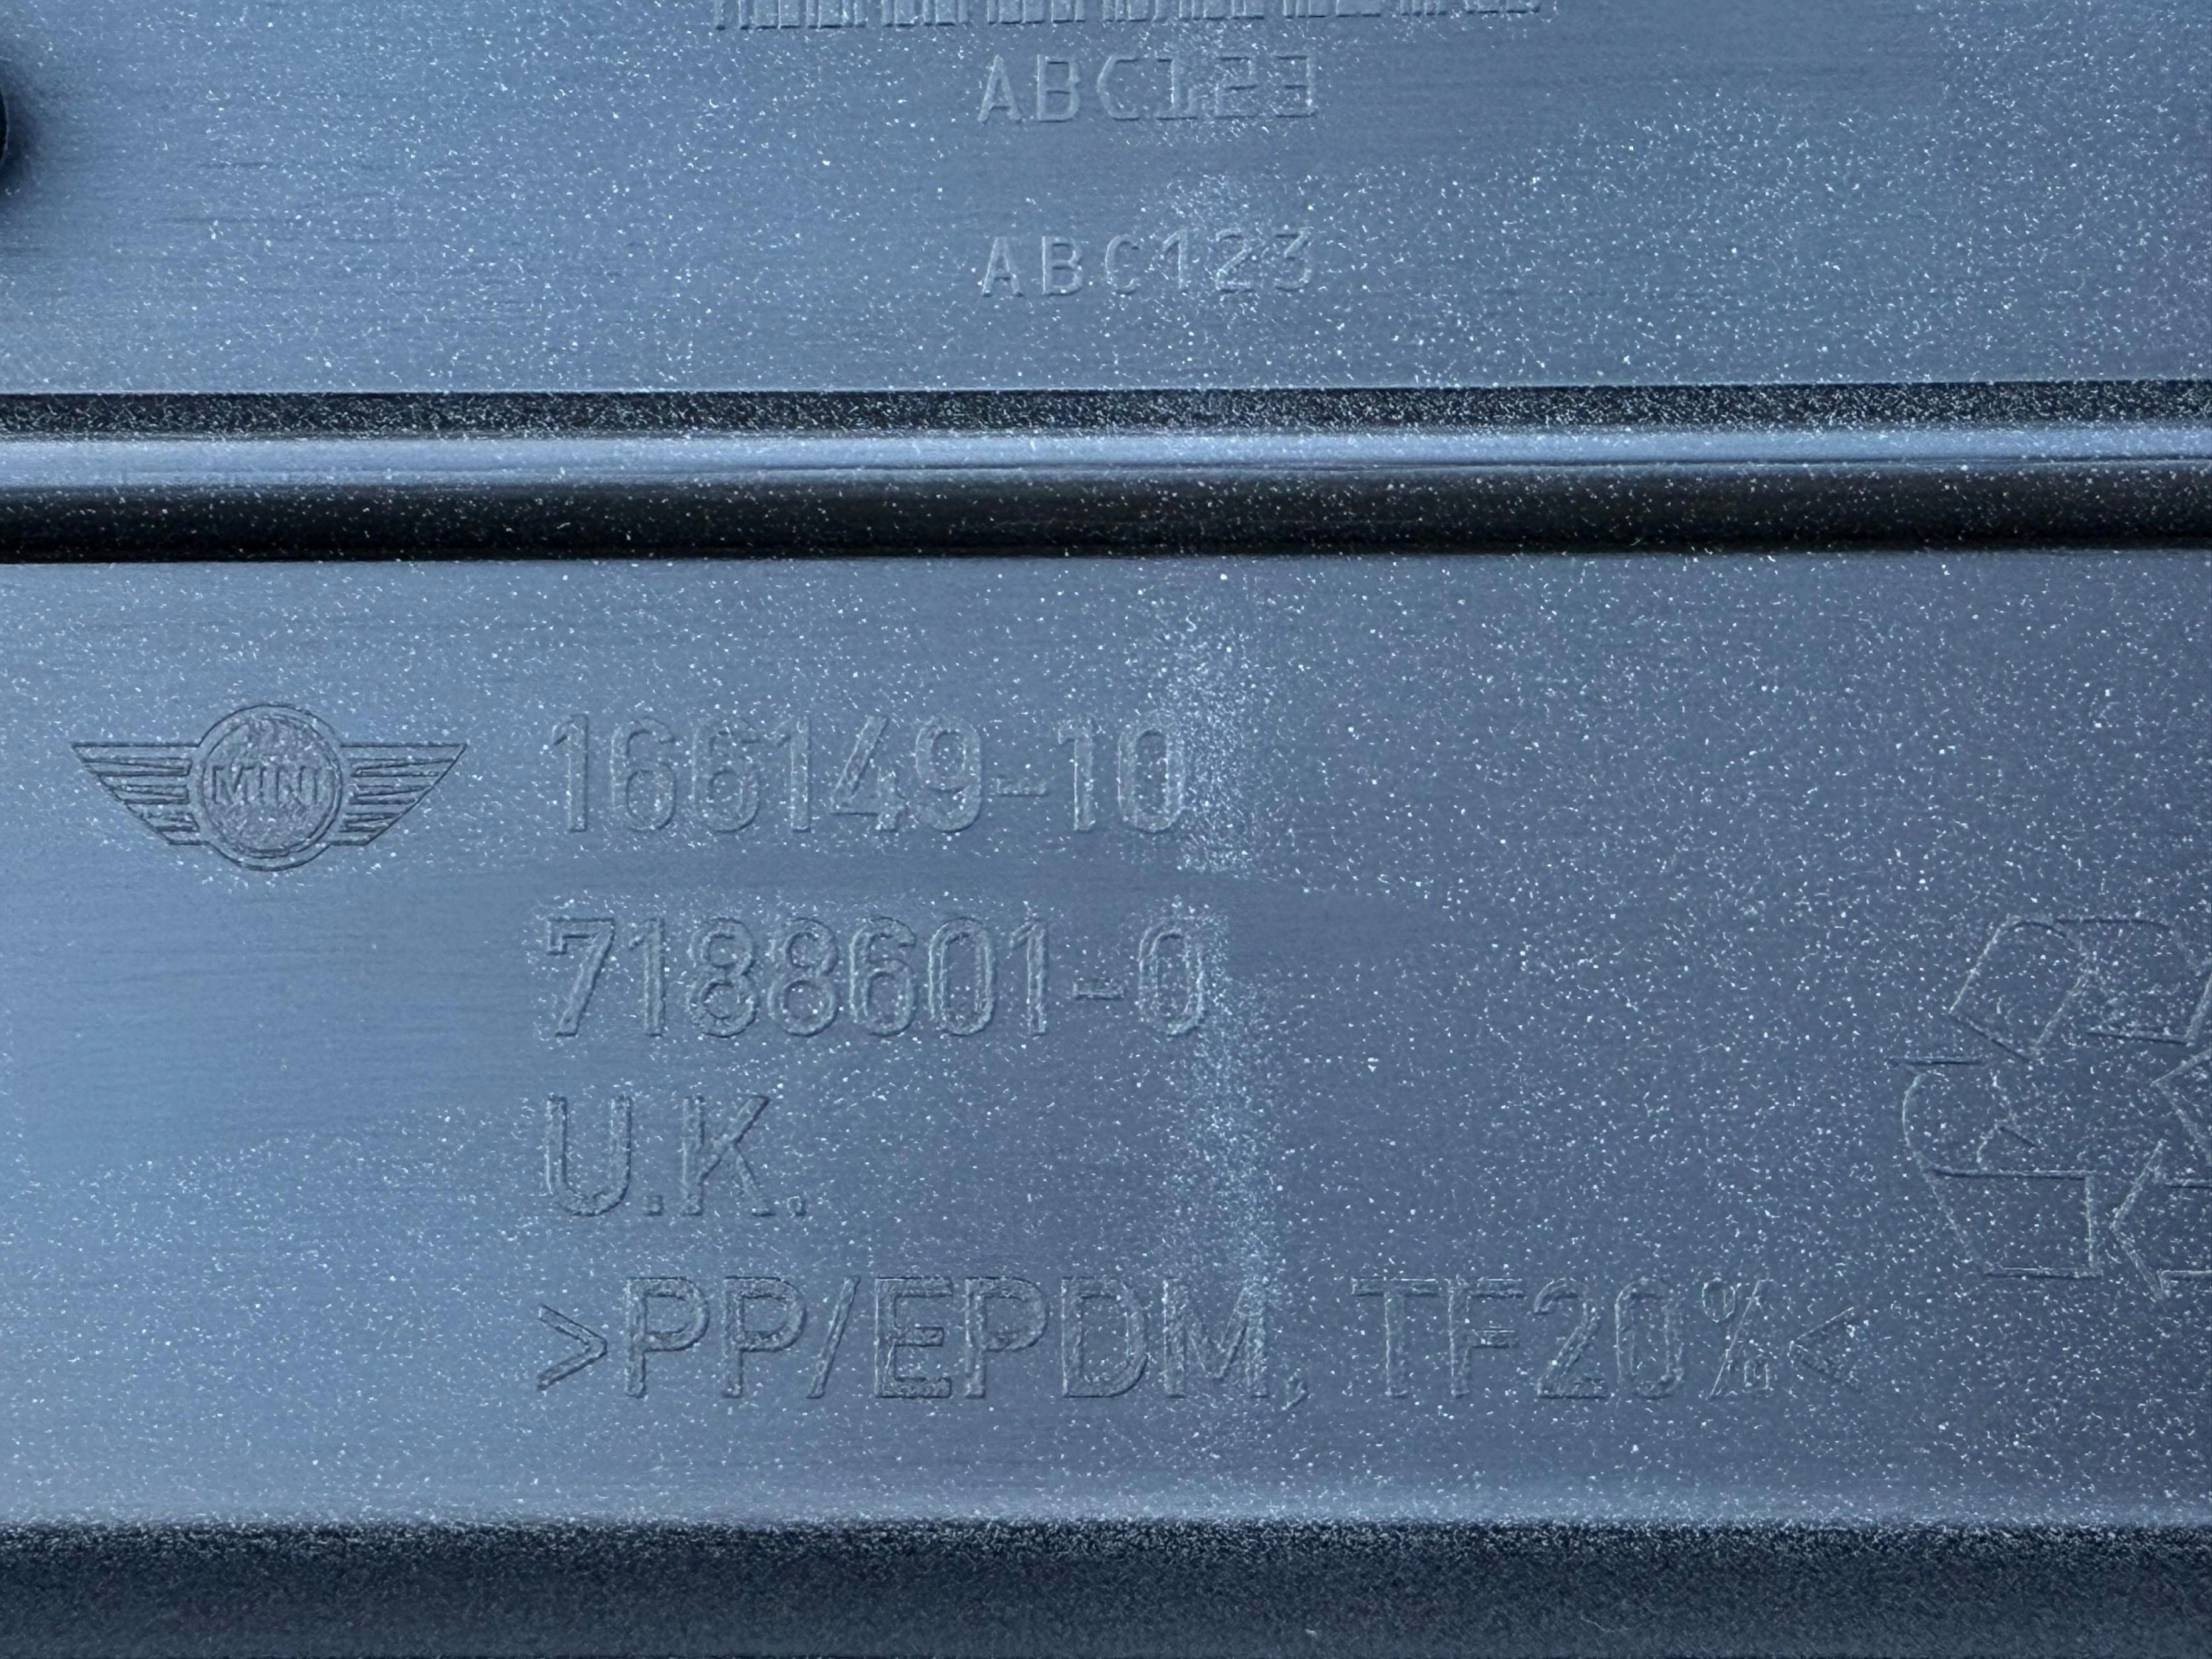 ABC123
ABC123
MINI
166149-10
7188601-0
U.K.
>PP/EPDM, TF20%<